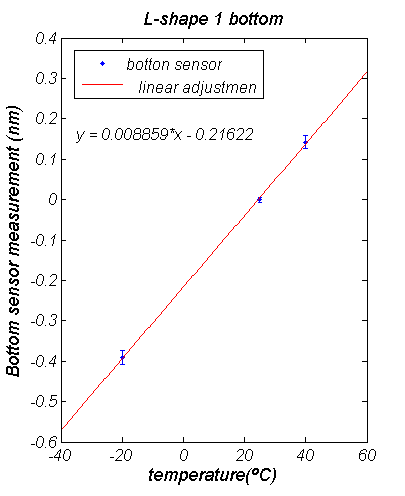 L-shape 1 bottom
0.4
0.3
0.2
0.1
0
-0.1
-0.2
-0.3
-0.4
-0.5
-0.6
botton sensor
linear adjustmen
y = 0.008859*x - 0.21622
Bottom sensor measurement (nm)
-40 -20 0 20 40 60
temperature(ºC)